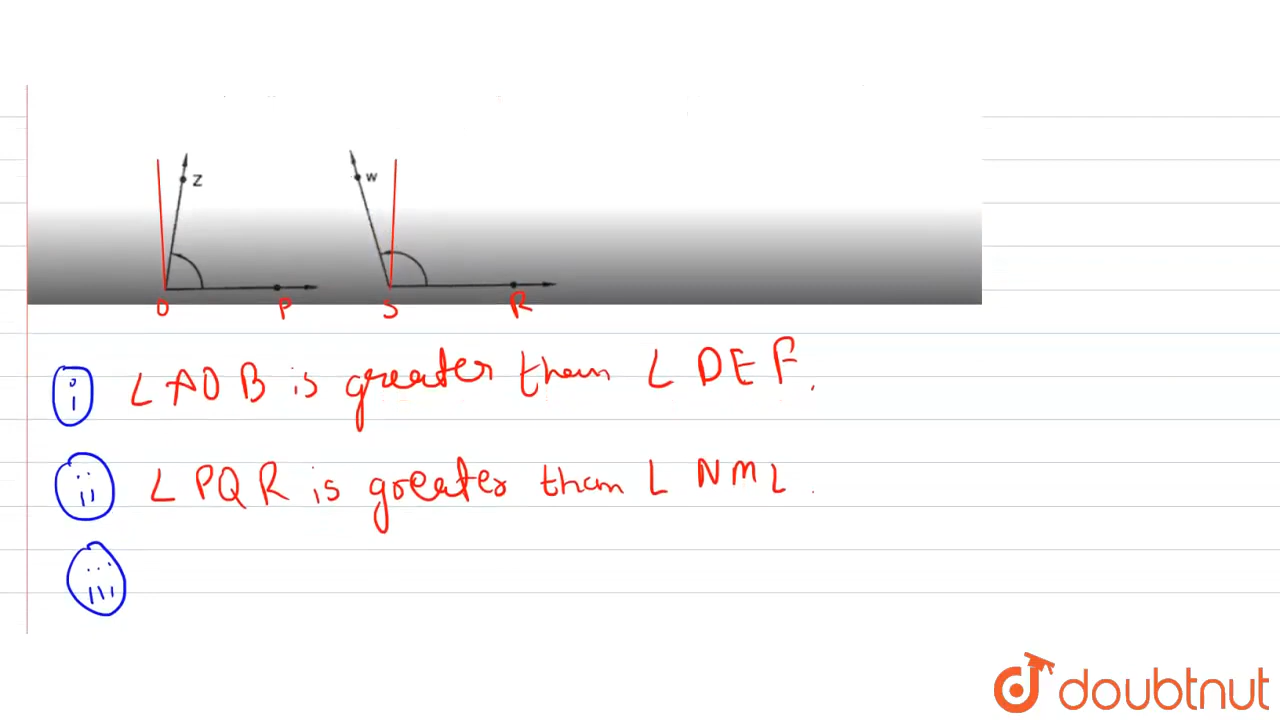 Z W
O P S R
i ∠AOB is greater than ∠DEF.
ii ∠PQR is greater than ∠NML.
iii
doubtnut